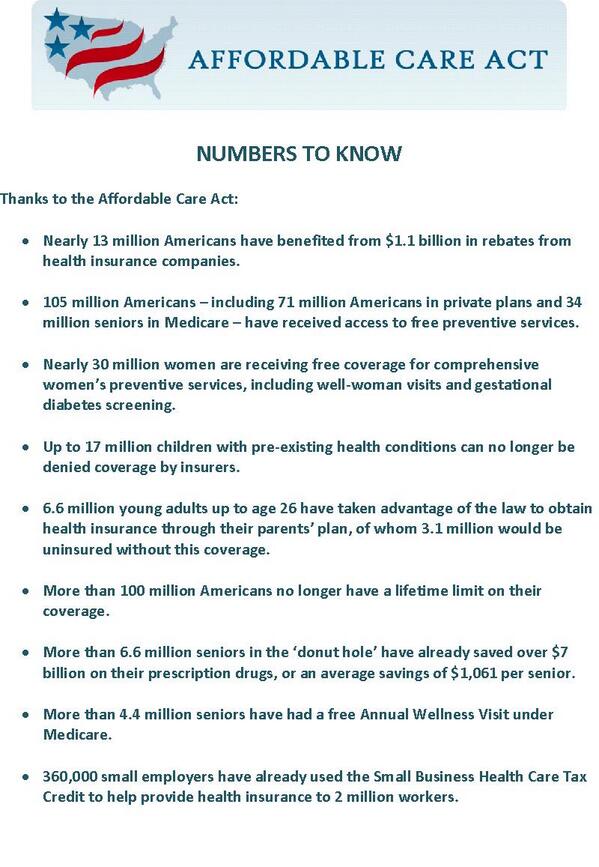 AFFORDABLE CARE ACT
NUMBERS TO KNOW
Thanks to the Affordable Care Act:
• Nearly 13 million Americans have benefited from $1.1 billion in rebates from
health insurance companies.
• 105 million Americans – including 71 million Americans in private plans and 34
million seniors in Medicare – have received access to free preventive services.
• Nearly 30 million women are receiving free coverage for comprehensive
women’s preventive services, including well-woman visits and gestational
diabetes screening.
• Up to 17 million children with pre-existing health conditions can no longer be
denied coverage by insurers.
• 6.6 million young adults up to age 26 have taken advantage of the law to obtain
health insurance through their parents’ plan, of whom 3.1 million would be
uninsured without this coverage.
• More than 100 million Americans no longer have a lifetime limit on their
coverage.
• More than 6.6 million seniors in the ‘donut hole’ have already saved over $7
billion on their prescription drugs, or an average savings of $1,061 per senior.
• More than 4.4 million seniors have had a free Annual Wellness Visit under
Medicare.
• 360,000 small employers have already used the Small Business Health Care Tax
Credit to help provide health insurance to 2 million workers.